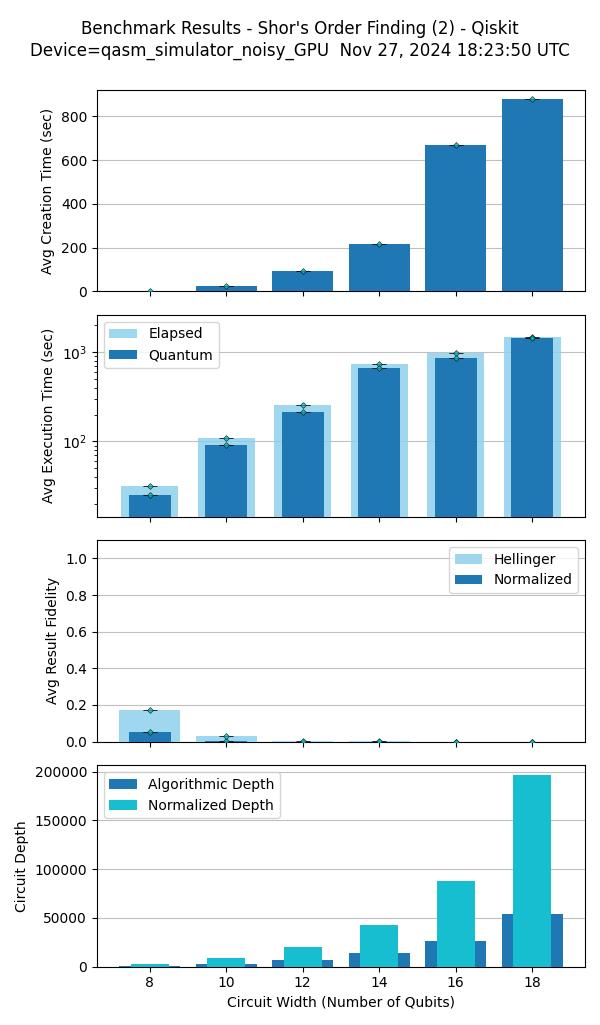 Benchmark Results - Shor's Order Finding (2) - Qiskit
Device=qasm_simulator_noisy_GPU  Nov 27, 2024 18:23:50 UTC
Avg Creation Time (sec)
800
600
400
200
0
Avg Execution Time (sec)
Elapsed
Quantum
10³
10²
Avg Result Fidelity
Hellinger
Normalized
1.0
0.8
0.6
0.4
0.2
0.0
Circuit Depth
Algorithmic Depth
Normalized Depth
200000
150000
100000
50000
0
8 10 12 14 16 18
Circuit Width (Number of Qubits)